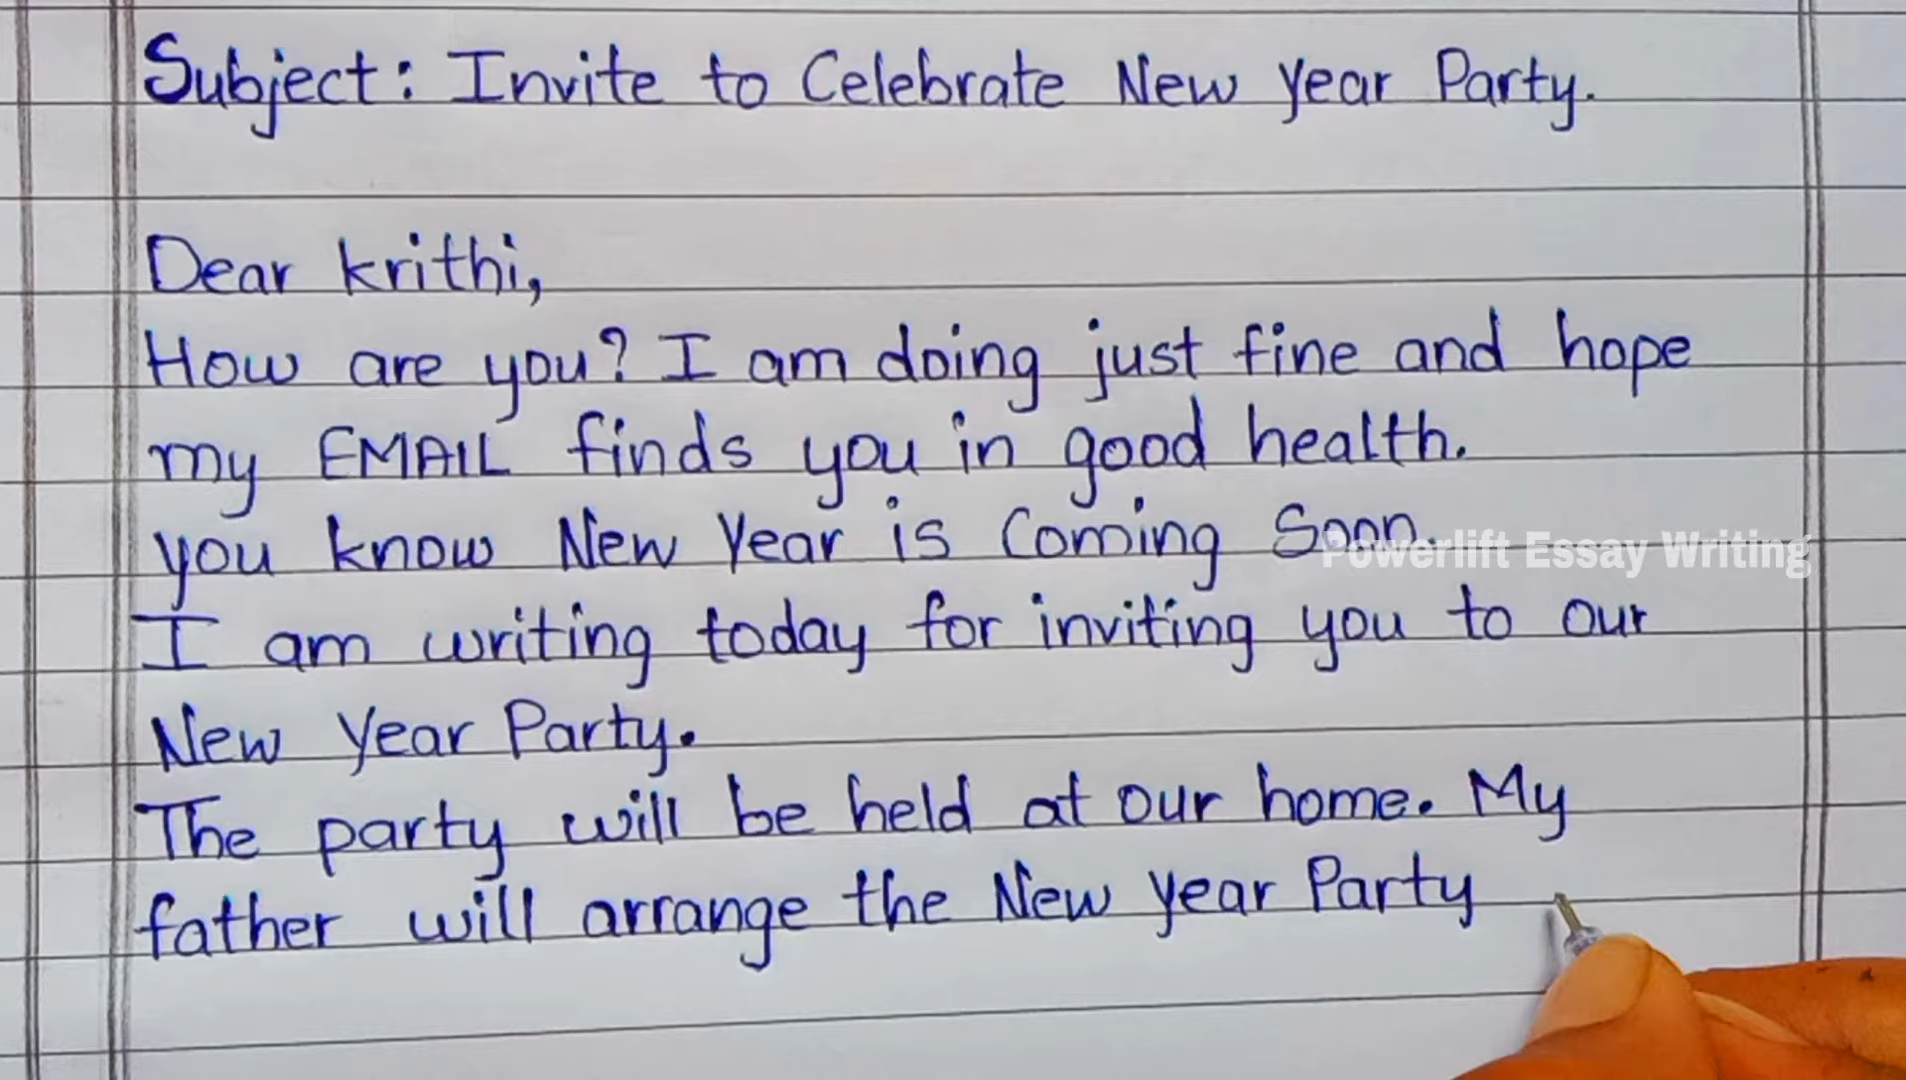 Subject: Invite to Celebrate New Year Party.
Dear Krithi,
How are you? I am doing just fine and hope
my EMAIL finds you in good health.
you know New Year is Coming Soon.
Powerlift Essay Writing
I am writing today for inviting you to our
New Year Party.
The party will be held at our home. My
father will arrange the New Year Party